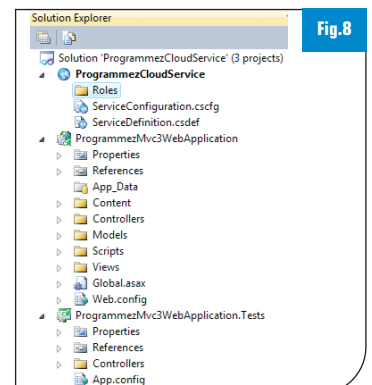 Solution Explorer
Fig.8
Solution 'ProgrammezCloudService' (3 projects)
ProgrammezCloudService
Roles
ServiceConfiguration.cscfg
ServiceDefinition.csdef
ProgrammezMvc3WebApplication
Properties
References
App_Data
Content
Controllers
Models
Scripts
Views
Global.asax
Web.config
ProgrammezMvc3WebApplication.Tests
Properties
References
Controllers
App.config